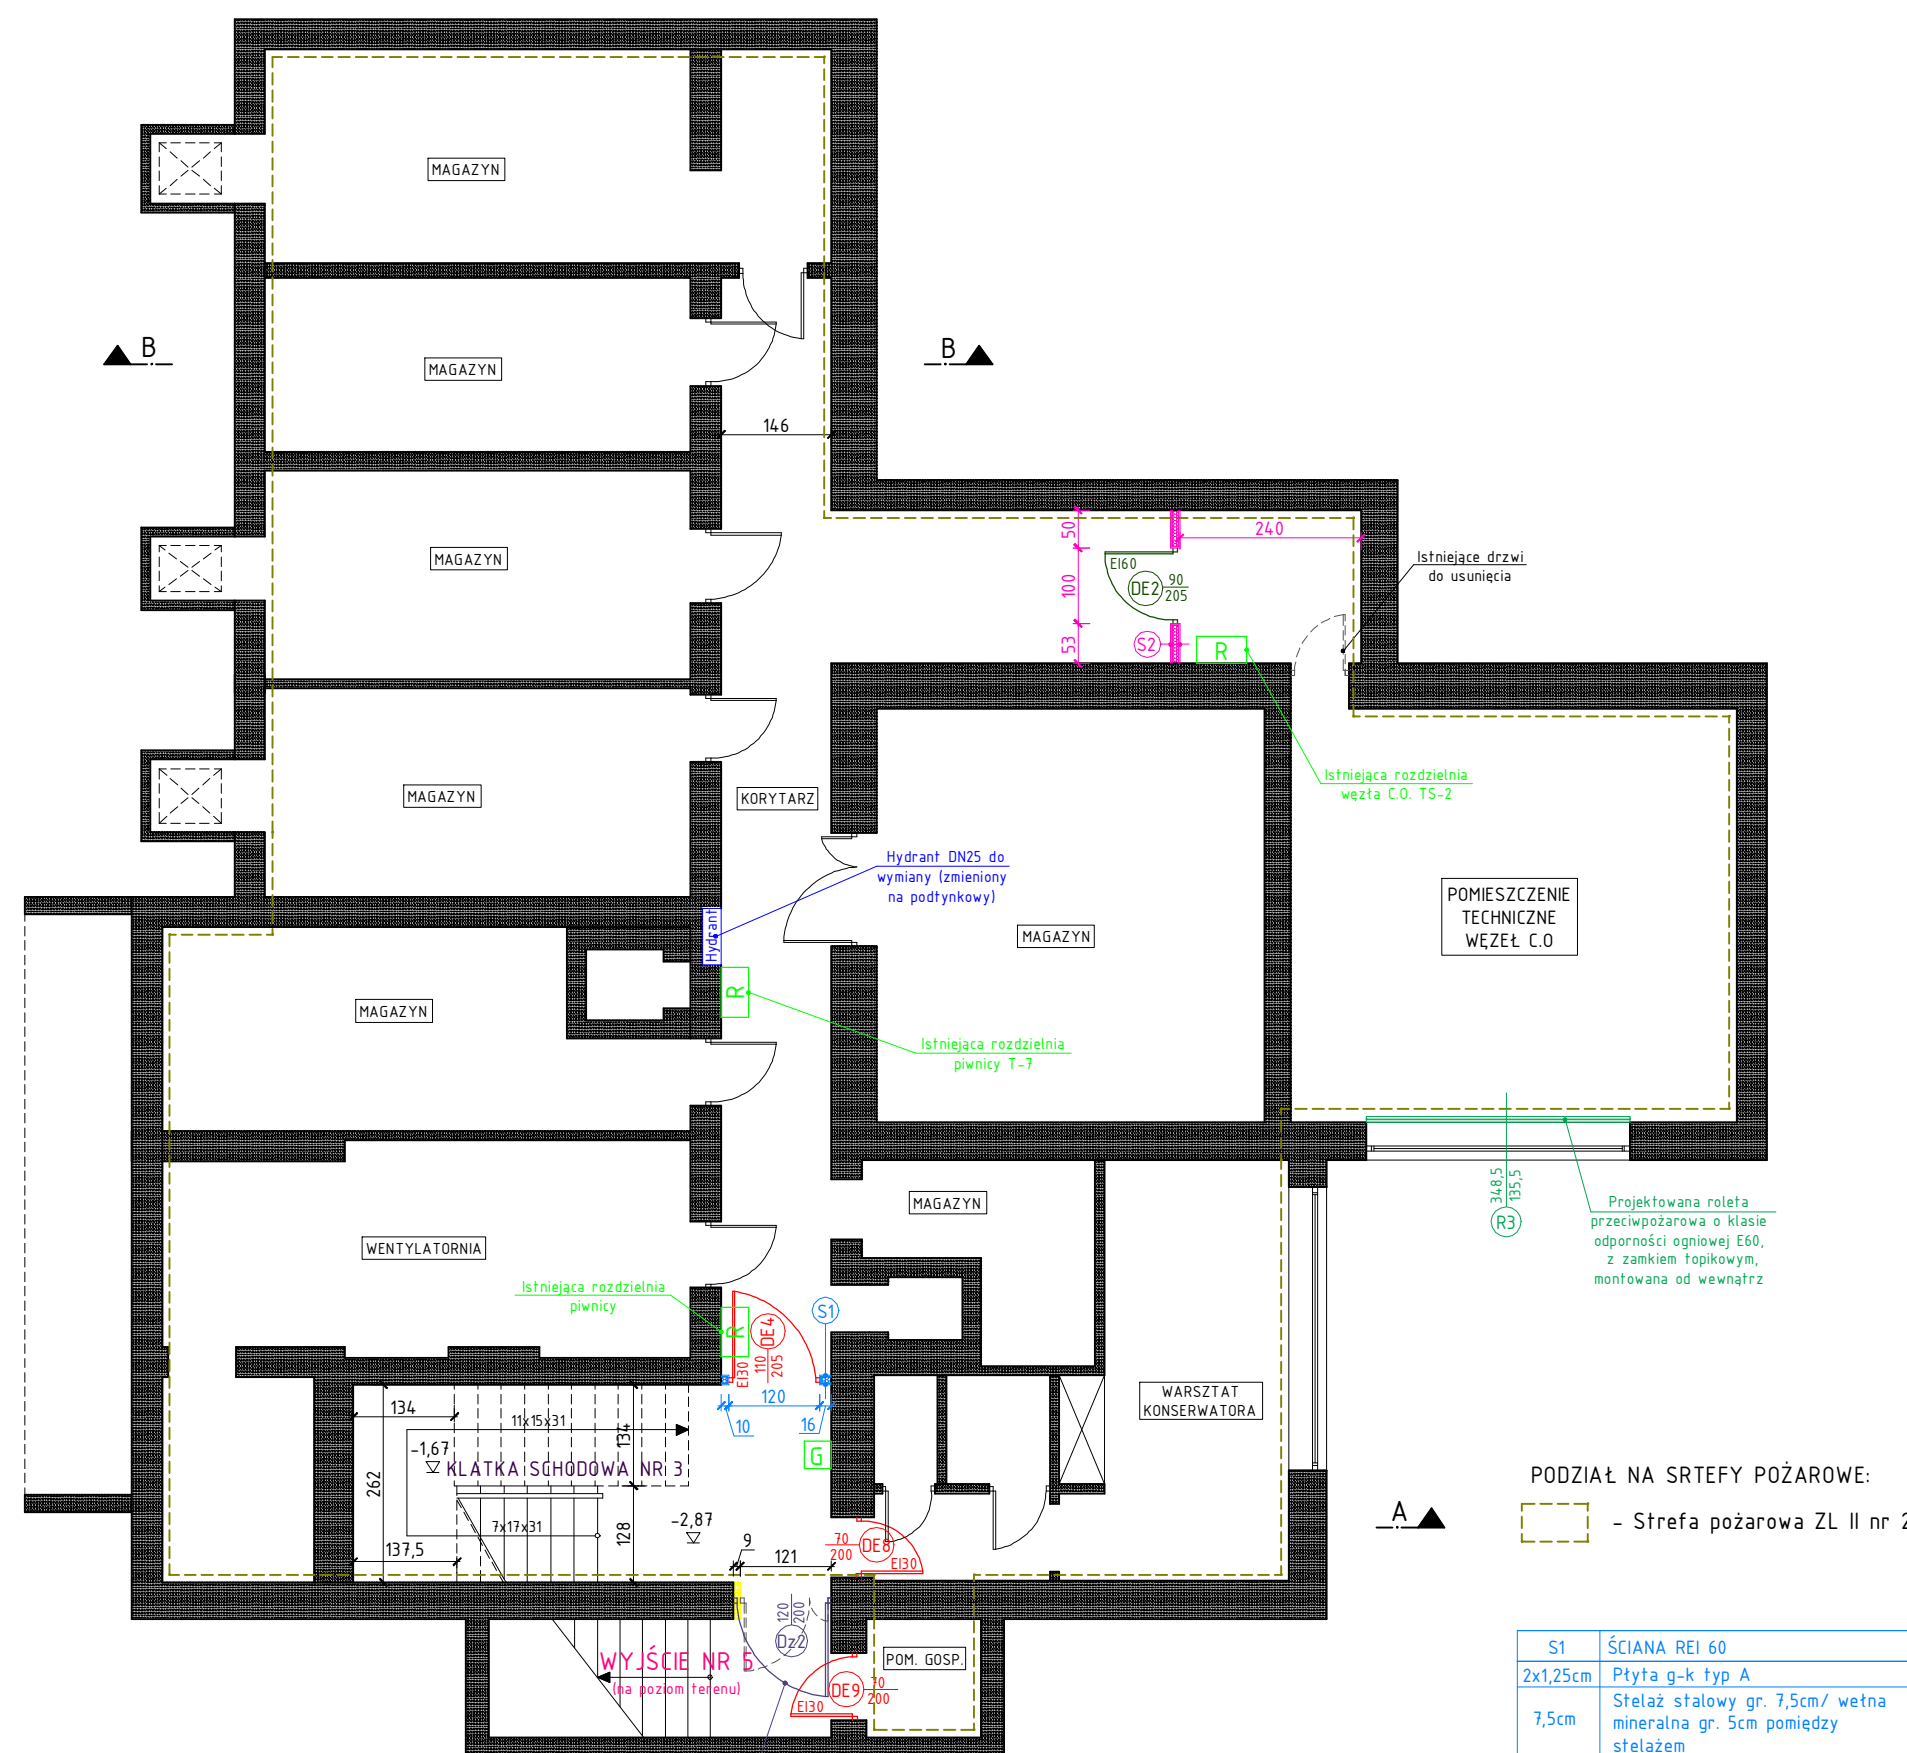 MAGAZYN
B
B
MAGAZYN
146
MAGAZYN
50
100
53
240
EI60
DE2
90
205
S2
R
Istniejące drzwi
do usunięcia
Istniejąca rozdzielnia
węzła C.O. TS-2
MAGAZYN
KORYTARZ
Hydrant DN25 do
wymiany (zmieniony
na podtynkowy)
Hydrant
MAGAZYN
POMIESZCZENIE
TECHNICZNE
WĘZEŁ C.O
R
MAGAZYN
Istniejąca rozdzielnia
piwnicy T-7
348,5
135,5
R3
Projektowana roleta
przeciwpożarowa o klasie
odporności ogniowej E60,
z zamkiem topikowym,
montowana od wewnątrz
MAGAZYN
WENTYLATORNIA
Istniejąca rozdzielnia
piwnicy
R
S1
DE4
EI30
110
205
120
10
16
G
WARSZTAT
KONSERWATORA
134
11x15x31
134
-1,67
KLATKA SCHODOWA NR 3
262
7x17x31
128
-2,87
137,5
9
121
70
200
DE8
EI30
A
PODZIAŁ NA SRTEFY POŻAROWE:
- Strefa pożarowa ZL II nr 2
120
200
Dz2
WYJŚCIE NR 5
(na poziom terenu)
POM. GOSP.
DE9
70
200
EI30
S1 ŚCIANA REI 60
2x1,25cm Płyta g-k typ A
7,5cm Stelaż stalowy gr. 7,5cm/ wełna
mineralna gr. 5cm pomiędzy
stelażem